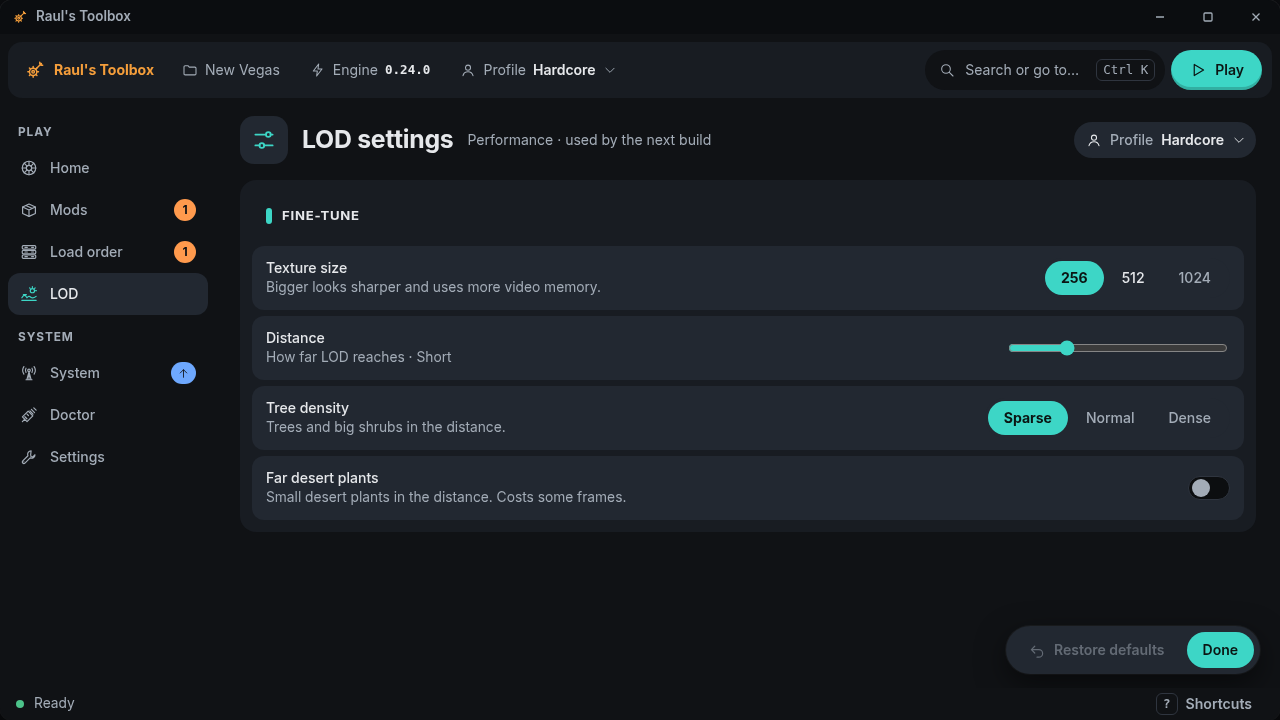 Raul's Toolbox
Raul's Toolbox
New Vegas
Engine 0.24.0
Profile Hardcore
Search or go to...
Ctrl K
Play
PLAY
Home
Mods
1
Load order
1
LOD
SYSTEM
System
Doctor
Settings
LOD settings
Performance · used by the next build
Profile Hardcore
FINE-TUNE
Texture size
Bigger looks sharper and uses more video memory.
256 512 1024
Distance
How far LOD reaches · Short
Tree density
Trees and big shrubs in the distance.
Sparse Normal Dense
Far desert plants
Small desert plants in the distance. Costs some frames.
Restore defaults
Done
Ready
? Shortcuts